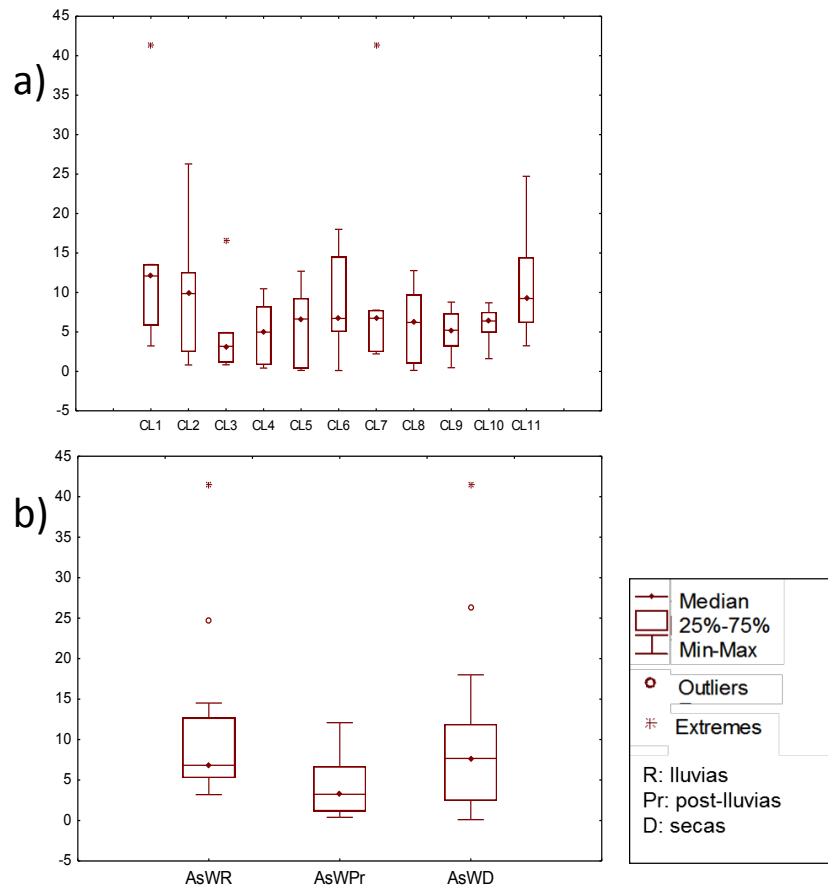 a)
45
40
35
30
25
20
15
10
5
0
-5
CL1 CL2 CL3 CL4 CL5 CL6 CL7 CL8 CL9 CL10 CL11
b)
45
40
35
30
25
20
15
10
5
0
-5
AsWR AsWPr AsWD
Median
25%-75%
Min-Max
Outliers
Extremes
R: lluvias
Pr: post-lluvias
D: secas